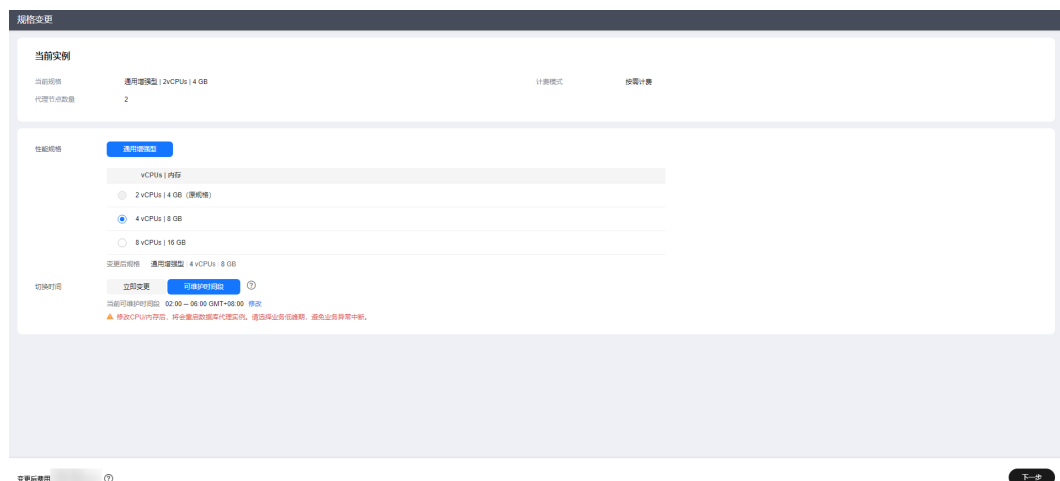 规格变更
当前实例
当前规格 通用增强型 | 2vCPUs | 4 GB 计费模式 按需计费
代理节点数量 2
性能规格 通用增强型
vCPUs | 内存
2 vCPUs | 4 GB（原规格）
4 vCPUs | 8 GB
8 vCPUs | 16 GB
变更后规格 通用增强型 | 4 vCPUs | 8 GB
切换时间 立即变更 可维护时间段 ?
当前可维护时间段 02:00 – 06:00 GMT+08:00 修改
修改CPU/内存后，将会重启数据库代理实例。请选择业务低峰期，避免业务异常中断。
变更后费用 ? 下一步